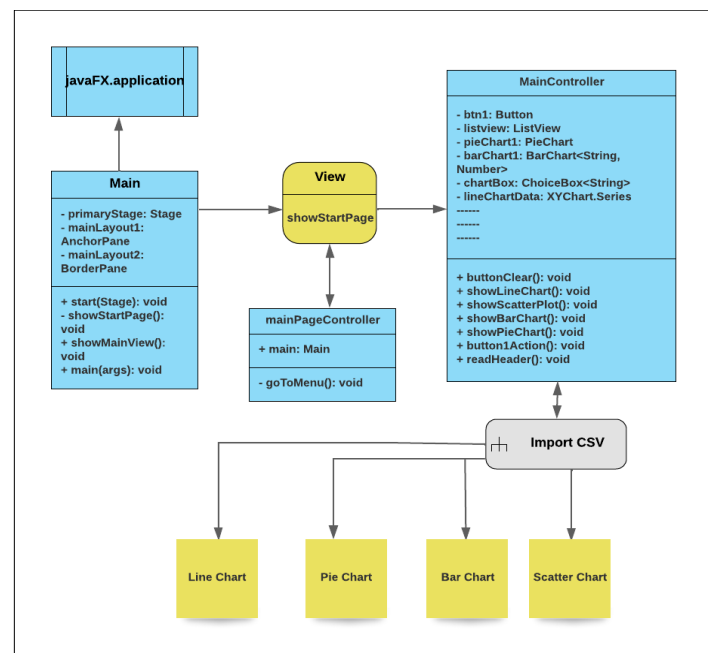 javaFX.application
Main
- primaryStage: Stage
- mainLayout1:
AnchorPane
- mainLayout2:
BorderPane
+ start(Stage): void
- showStartPage():
void
+ showMainView():
void
+ main(args): void
View
showStartPage
mainPageController
+ main: Main
- goToMenu(): void
MainController
- btn1: Button
- listview: ListView
- pieChart1: PieChart
- barChart1: BarChart<String,
Number>
- chartBox: ChoiceBox<String>
- lineChartData: XYChart.Series
------
------
------
+ buttonClear(): void
+ showLineChart(): void
+ showScatterPlot(): void
+ showBarChart(): void
+ showPieChart(): void
+ button1Action(): void
+ readHeader(): void
Import CSV
Line Chart
Pie Chart
Bar Chart
Scatter Chart